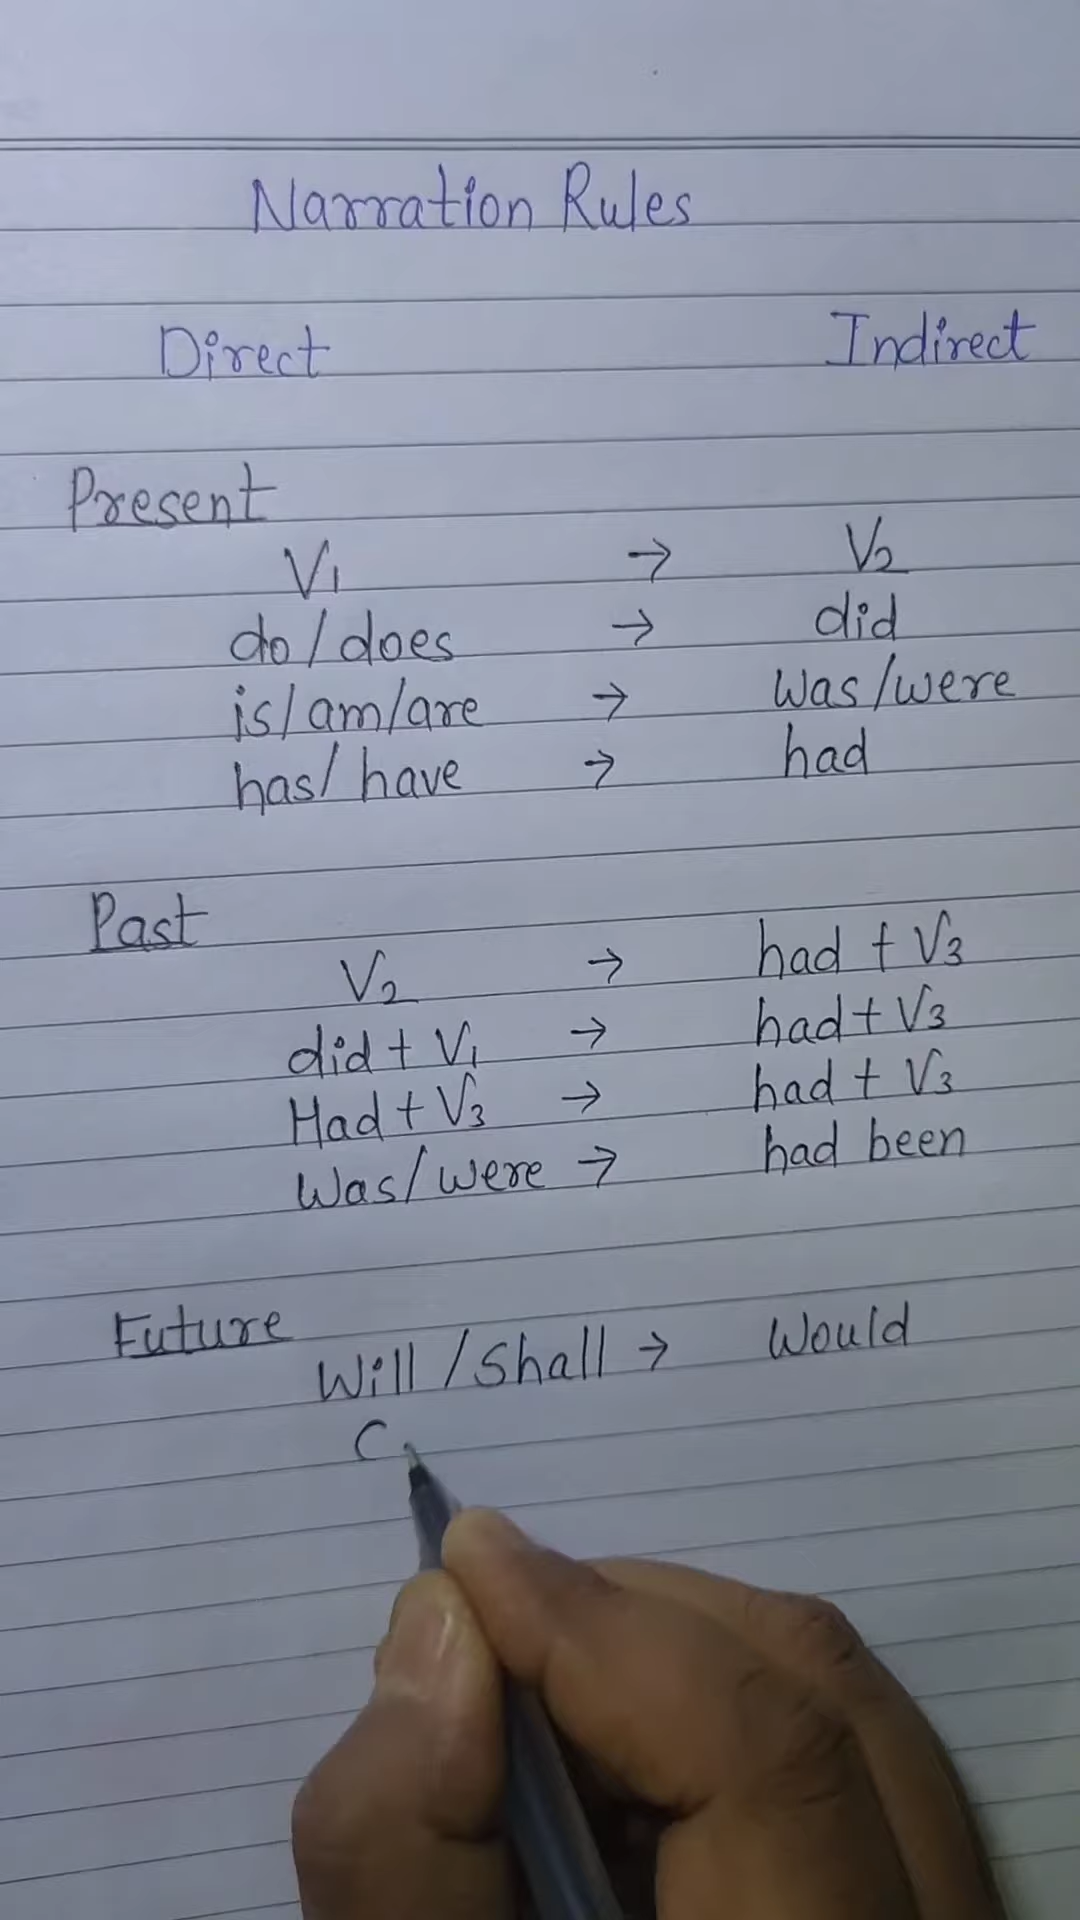 Narration Rules
Direct Indirect
Present
V1 → V2
do/does → did
is/am/are → was/were
has/have → had
Past
V2 → had + V3
did + V1 → had + V3
Had + V3 → had + V3
Was/were → had been
Future
Will/Shall → Would
C